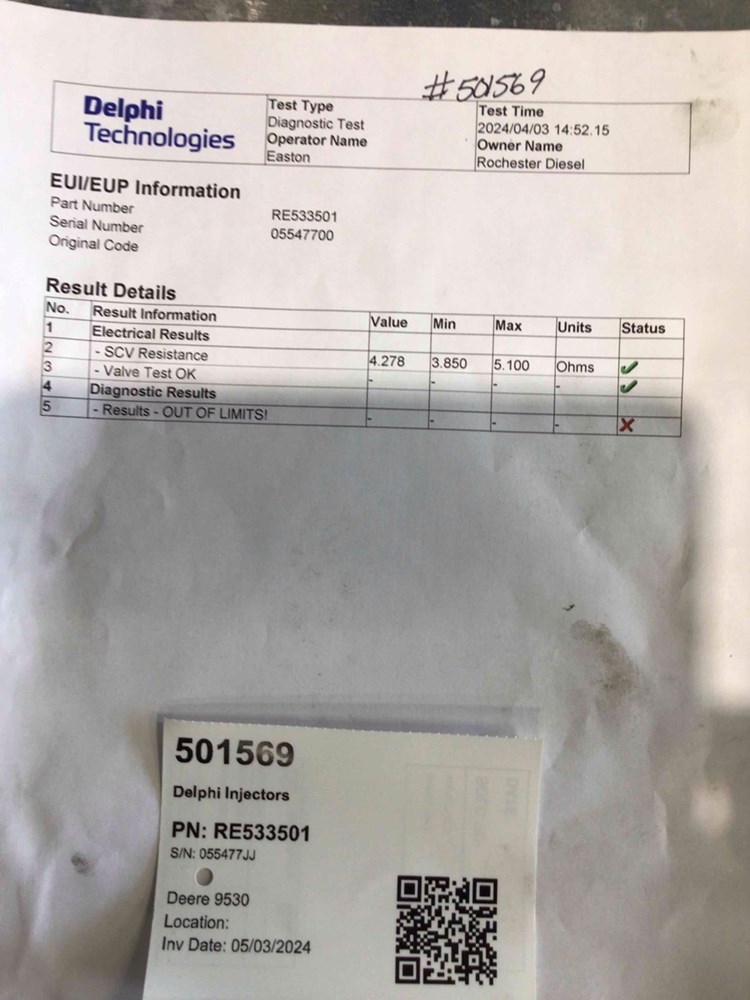 #501569
Delphi
Technologies
Test Type
Diagnostic Test
Operator Name
Easton
Test Time
2024/04/03 14:52.15
Owner Name
Rochester Diesel
EUI/EUP Information
Part Number RE533501
Serial Number 05547700
Original Code
Result Details
No. Result Information Value Min Max Units Status
1 Electrical Results
2 - SCV Resistance 4.278 3.850 5.100 Ohms
3 - Valve Test OK - - - -
4 Diagnostic Results
5 - Results - OUT OF LIMITS! - - - -
501569
Delphi Injectors
PN: RE533501
S/N: 055477JJ
Deere 9530
Location:
Inv Date: 05/03/2024